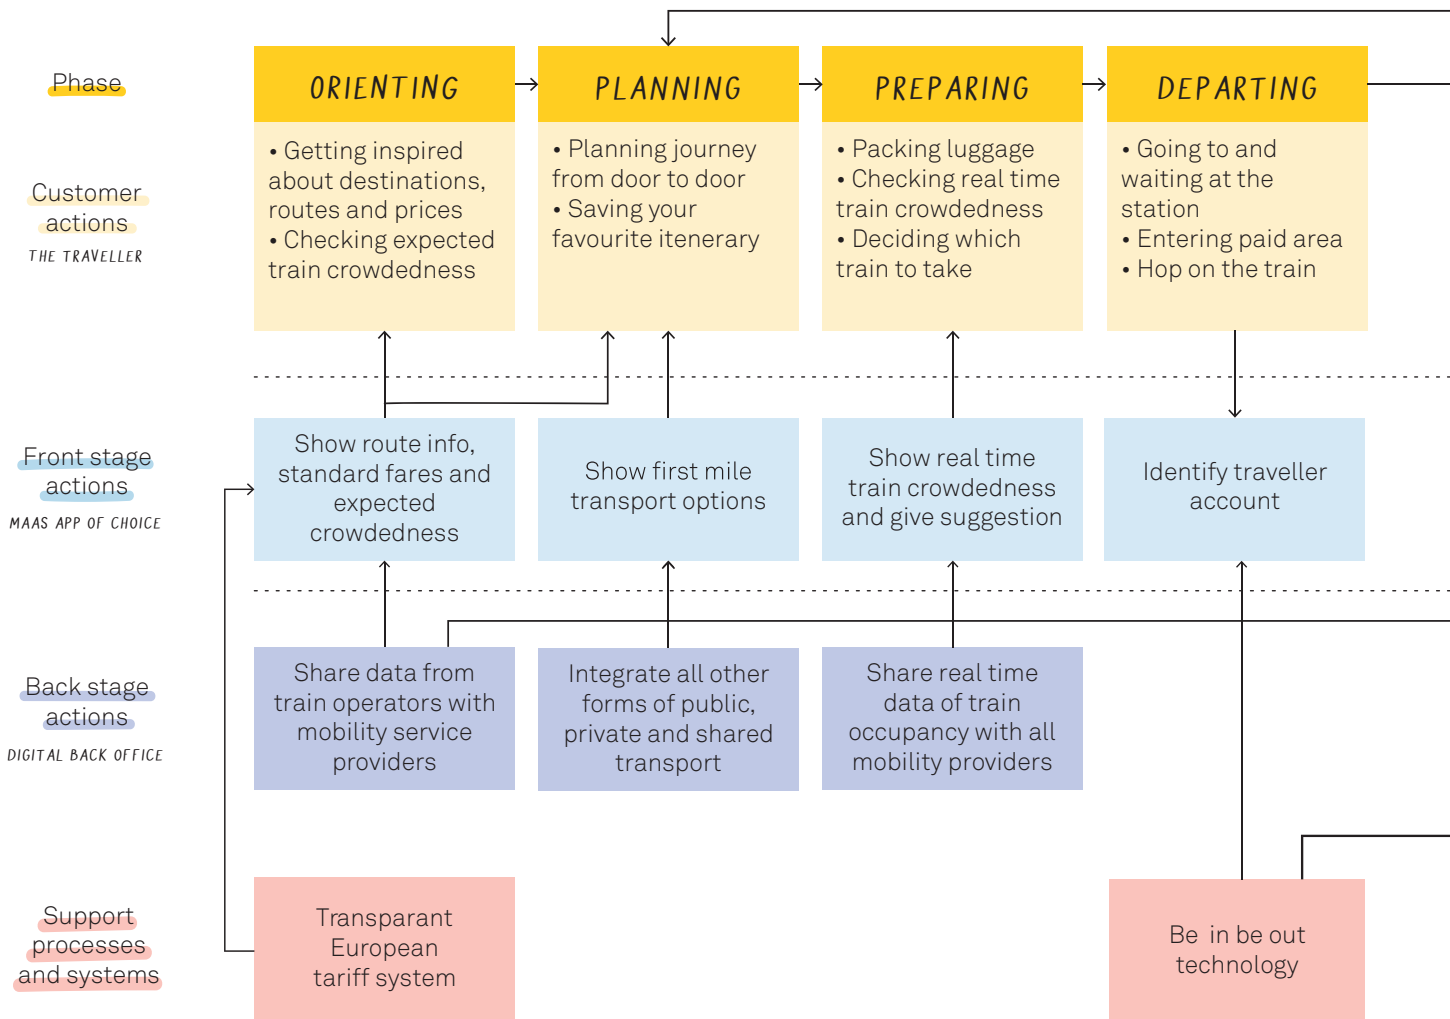 Phase
ORIENTING
PLANNING
PREPARING
DEPARTING
Customer
actions
THE TRAVELLER
• Getting inspired
about destinations,
routes and prices
• Checking expected
train crowdedness
• Planning journey
from door to door
• Saving your
favourite itenerary
• Packing luggage
• Checking real time
train crowdedness
• Deciding which
train to take
• Going to and
waiting at the
station
• Entering paid area
• Hop on the train
Front stage
actions
MAAS APP OF CHOICE
Show route info,
standard fares and
expected
crowdedness
Show first mile
transport options
Show real time
train crowdedness
and give suggestion
Identify traveller
account
Back stage
actions
DIGITAL BACK OFFICE
Share data from
train operators with
mobility service
providers
Integrate all other
forms of public,
private and shared
transport
Share real time
data of train
occupancy with all
mobility providers
Support
processes
and systems
Transparant
European
tariff system
Be in be out
technology